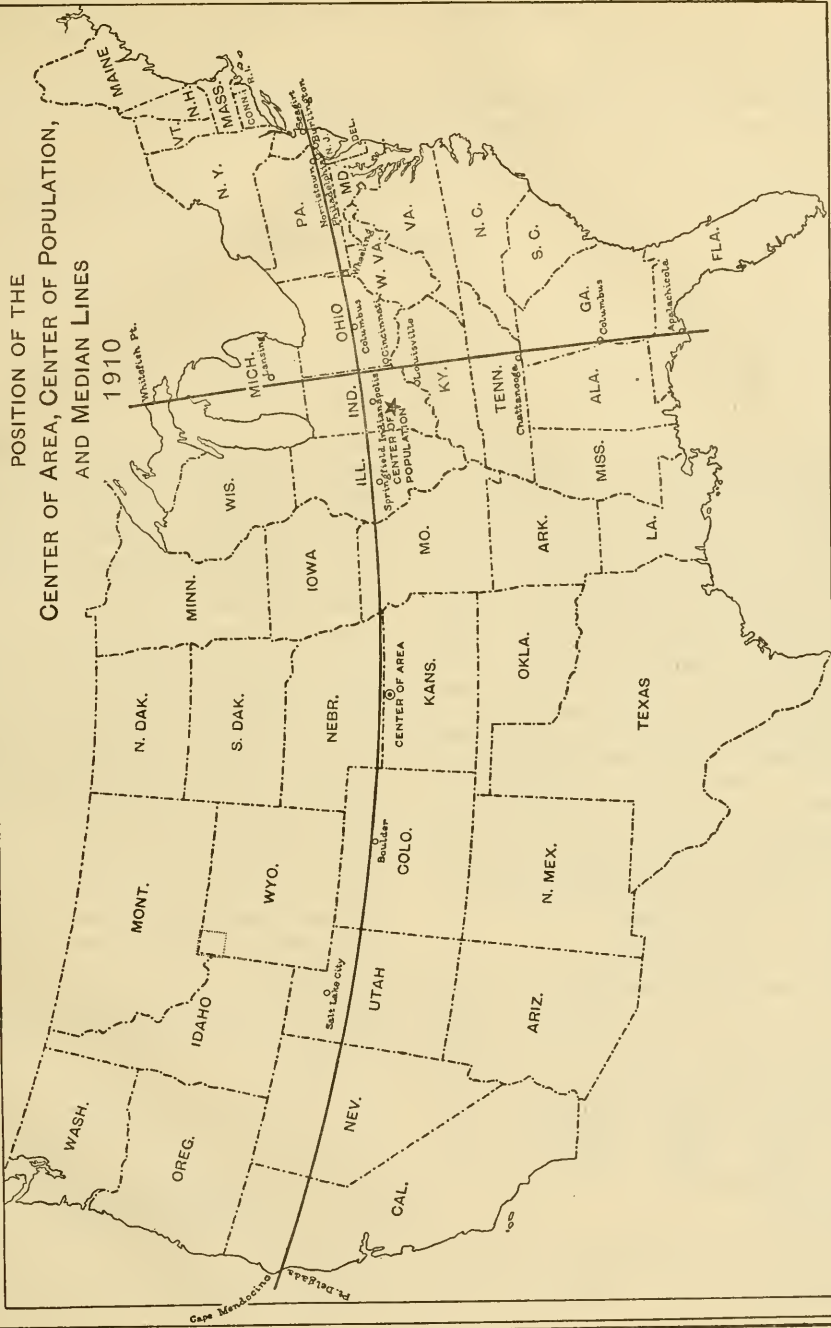 POSITION OF THE
CENTER OF AREA, CENTER OF POPULATION,
AND MEDIAN LINES
1910
Whitefish Pt.
MAINE
VT.
N.H.
MASS.
CONN.
R.I.
N. Y.
PA.
Norristown
Philadelphia
Burlington
Seagirt
N. J.
DEL.
MD.
Wheeling
W. VA.
VA.
N. C.
S. C.
GA.
Columbus
Apalachicola
FLA.
MICH.
Lansing
OHIO
Columbus
Cincinnati
IND.
Indianapolis
CENTER OF
POPULATION
Louisville
KY.
TENN.
Chattanooga
ALA.
MISS.
WIS.
ILL.
Springfield
MINN.
IOWA
MO.
ARK.
LA.
N. DAK.
S. DAK.
NEBR.
CENTER OF AREA
KANS.
OKLA.
TEXAS
MONT.
WYO.
Boulder
COLO.
N. MEX.
IDAHO
Salt Lake City
UTAH
ARIZ.
WASH.
OREG.
NEV.
CAL.
Cape Mendocino
Pt. Delgada